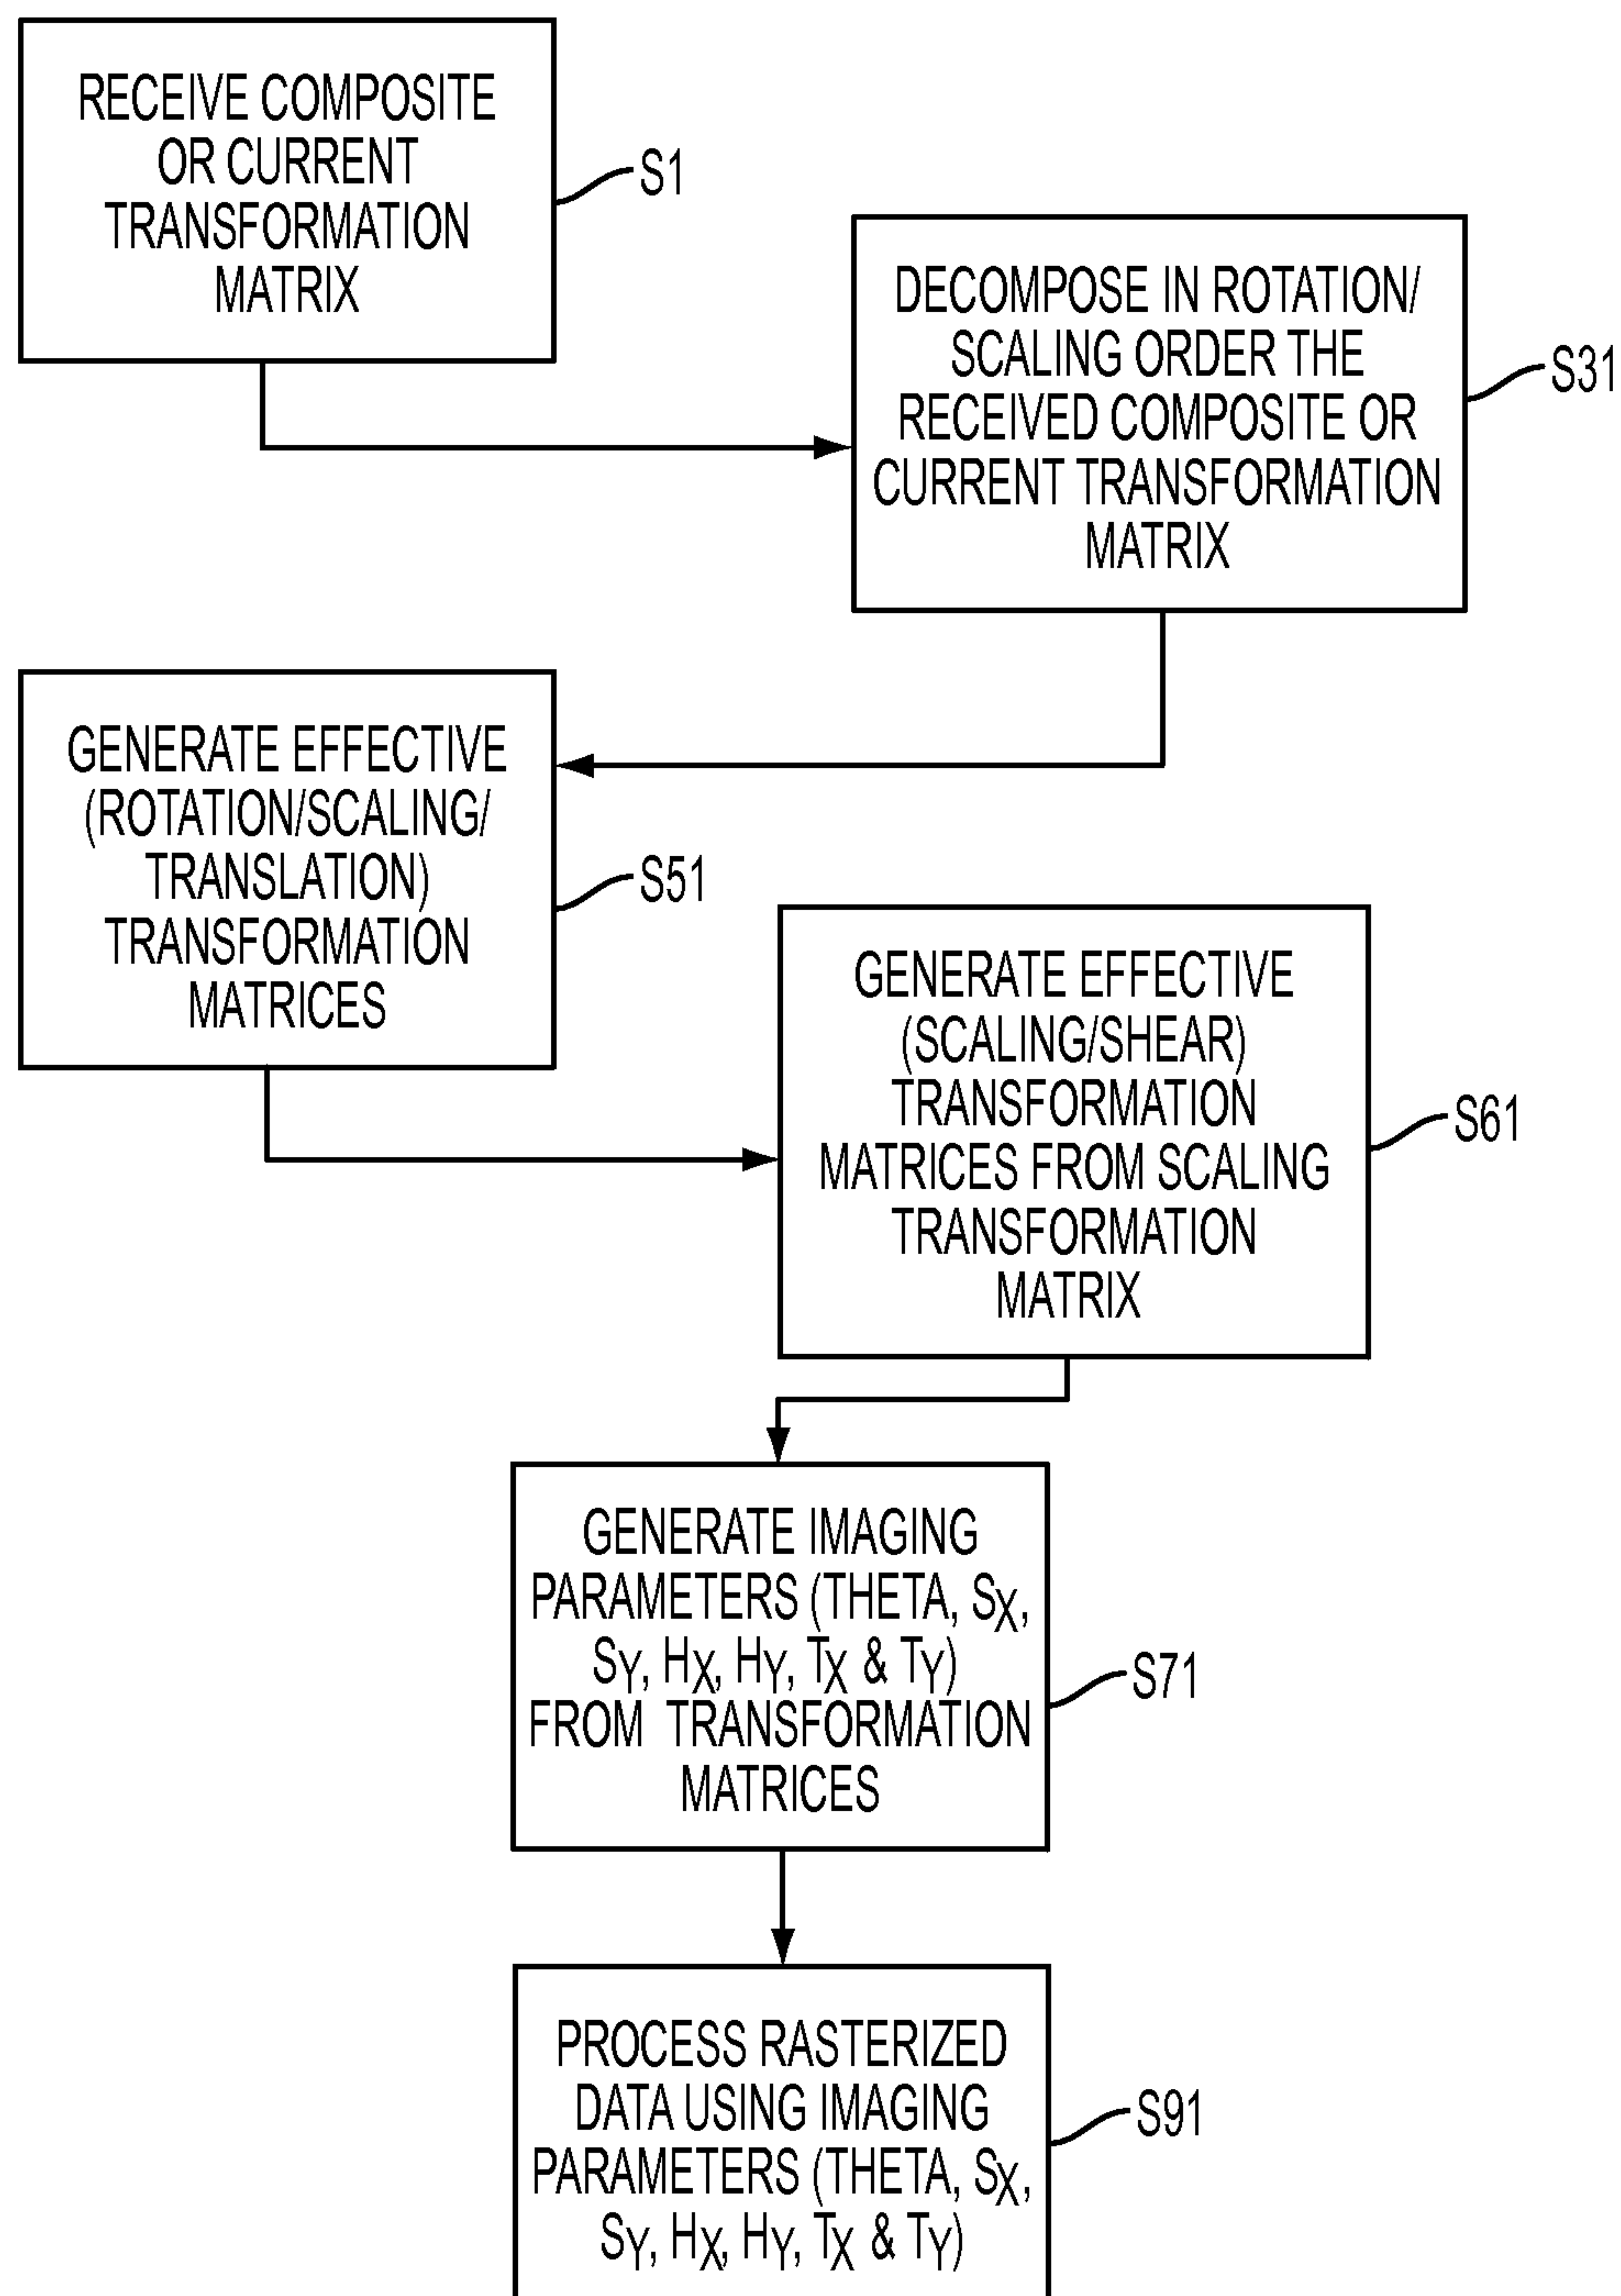 RECEIVE COMPOSITE
OR CURRENT
TRANSFORMATION
MATRIX
S1
DECOMPOSE IN ROTATION/
SCALING ORDER THE
RECEIVED COMPOSITE OR
CURRENT TRANSFORMATION
MATRIX
S31
GENERATE EFFECTIVE
(ROTATION/SCALING/
TRANSLATION)
TRANSFORMATION
MATRICES
S51
GENERATE EFFECTIVE
(SCALING/SHEAR)
TRANSFORMATION
MATRICES FROM SCALING
TRANSFORMATION
MATRIX
S61
GENERATE IMAGING
PARAMETERS (THETA, SX,
SY, HX, HY, TX & TY)
FROM TRANSFORMATION
MATRICES
S71
PROCESS RASTERIZED
DATA USING IMAGING
PARAMETERS (THETA, SX,
SY, HX, HY, TX & TY)
S91